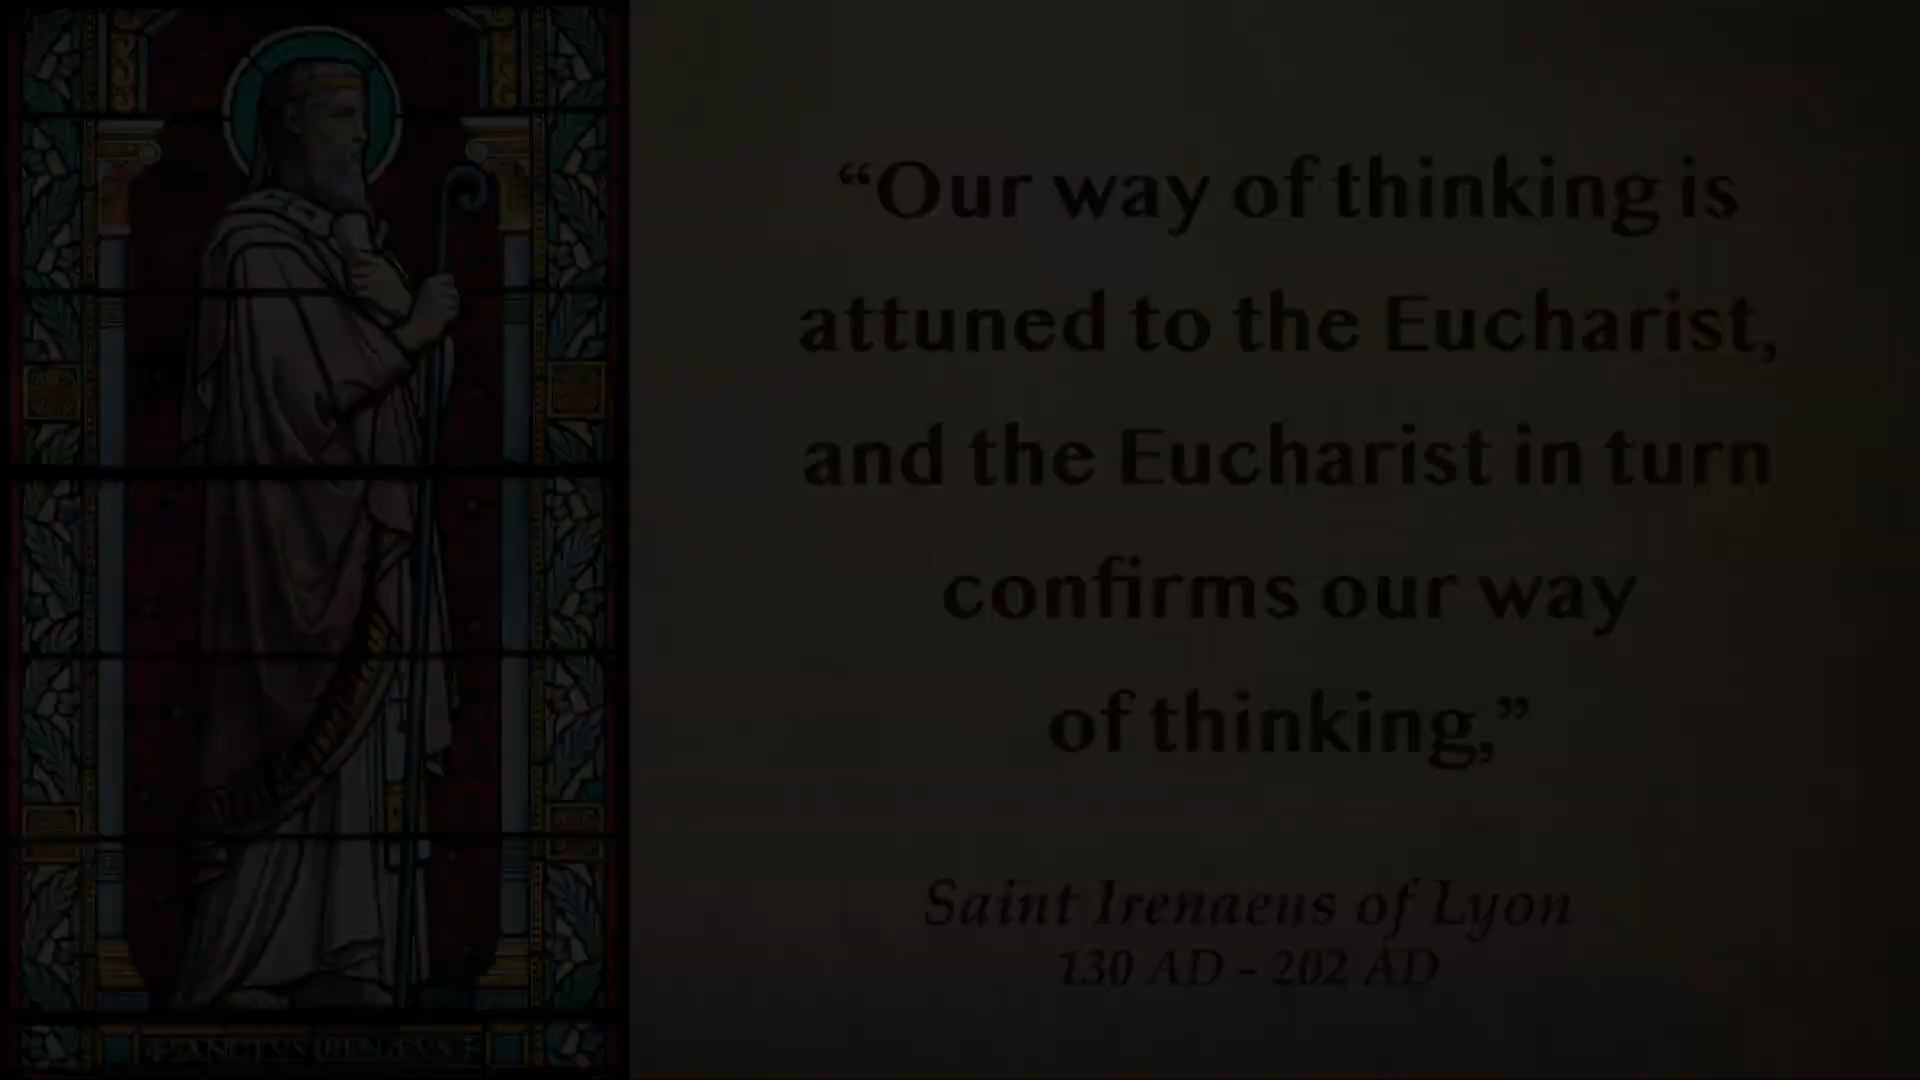 “Our way of thinking is
attuned to the Eucharist,
and the Eucharist in turn
confirms our way
of thinking,”
Saint Irenaeus of Lyon
130 AD - 202 AD